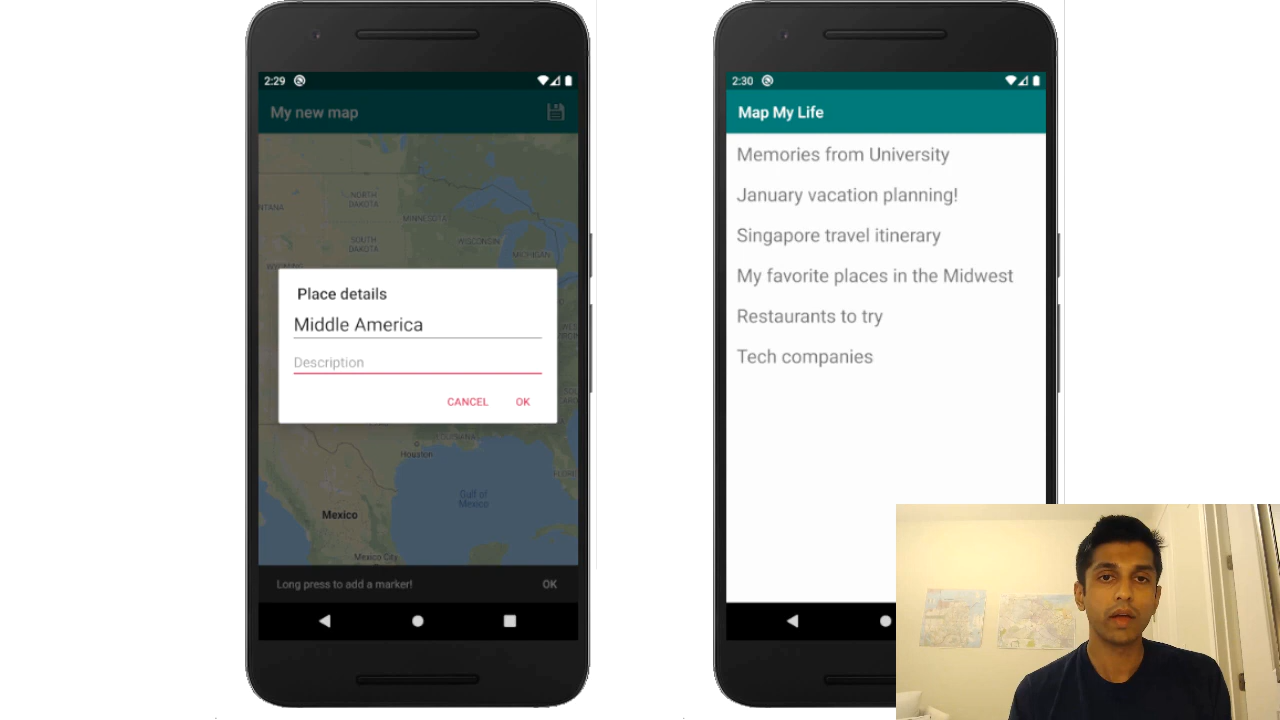 2:29
My new map
NORTH
DAKOTA
NTANA
MINNESOTA
SOUTH
DAKOTA
WISCONSIN
MICHIGAN
Place details
Middle America
Description
CANCEL
OK
LOUISIANA
Houston
Gulf of
Mexico
Mexico
Mexico City
Long press to add a marker!
OK
2:30
Map My Life
Memories from University
January vacation planning!
Singapore travel itinerary
My favorite places in the Midwest
Restaurants to try
Tech companies